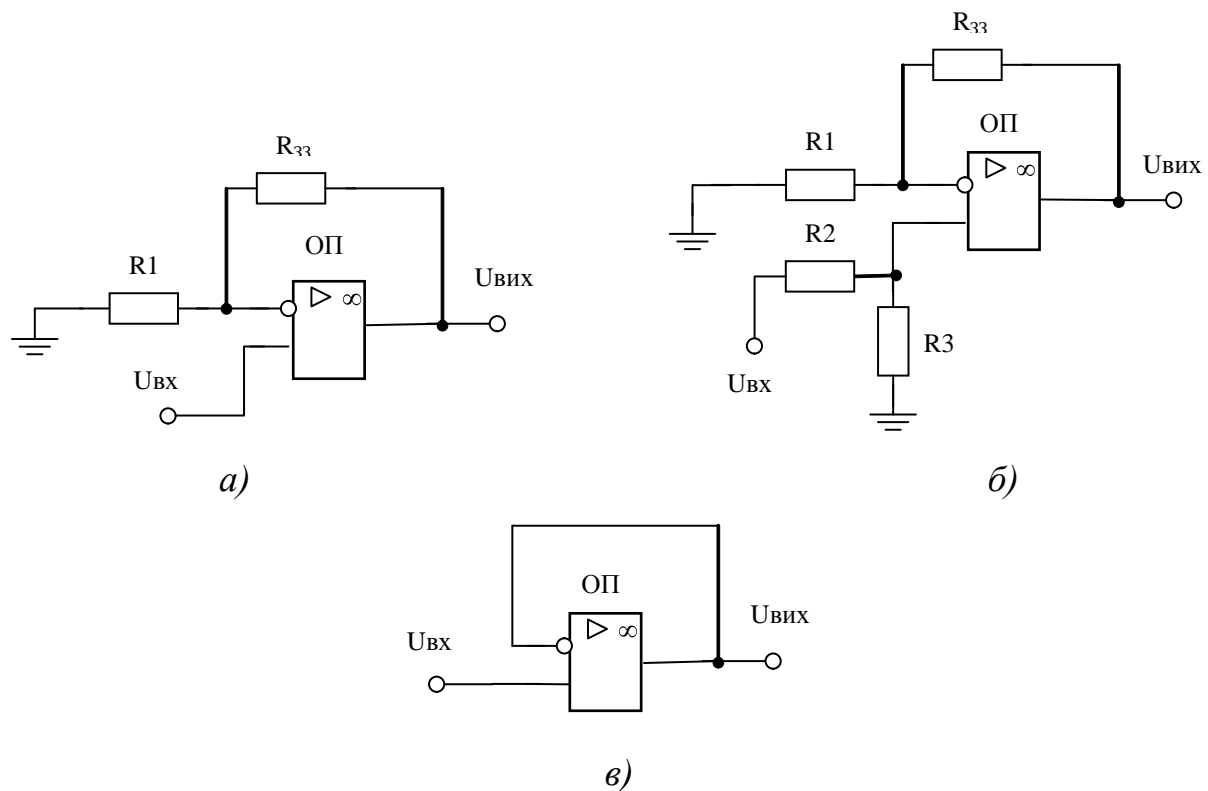 R₃₃
ОП
R1
▷ ∞
Uвих
Uвх
а)
R₃₃
ОП
R1
▷ ∞
Uвих
R2
R3
Uвх
б)
ОП
▷ ∞
Uвих
Uвх
в)